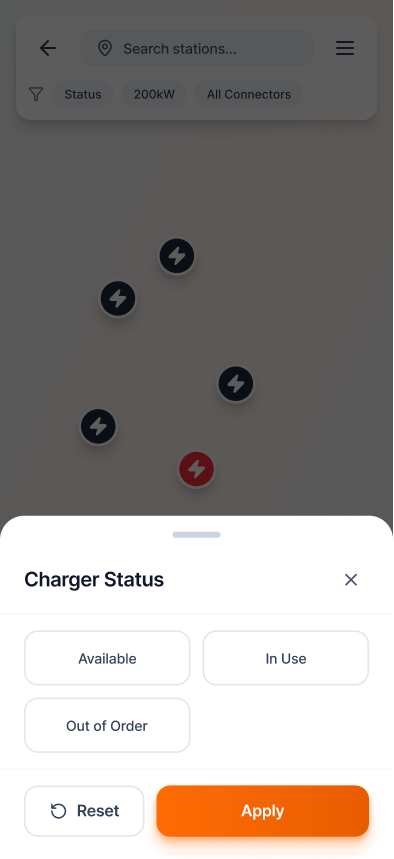 Search stations...
Status 200kW All Connectors
Charger Status
Available In Use
Out of Order
Reset Apply